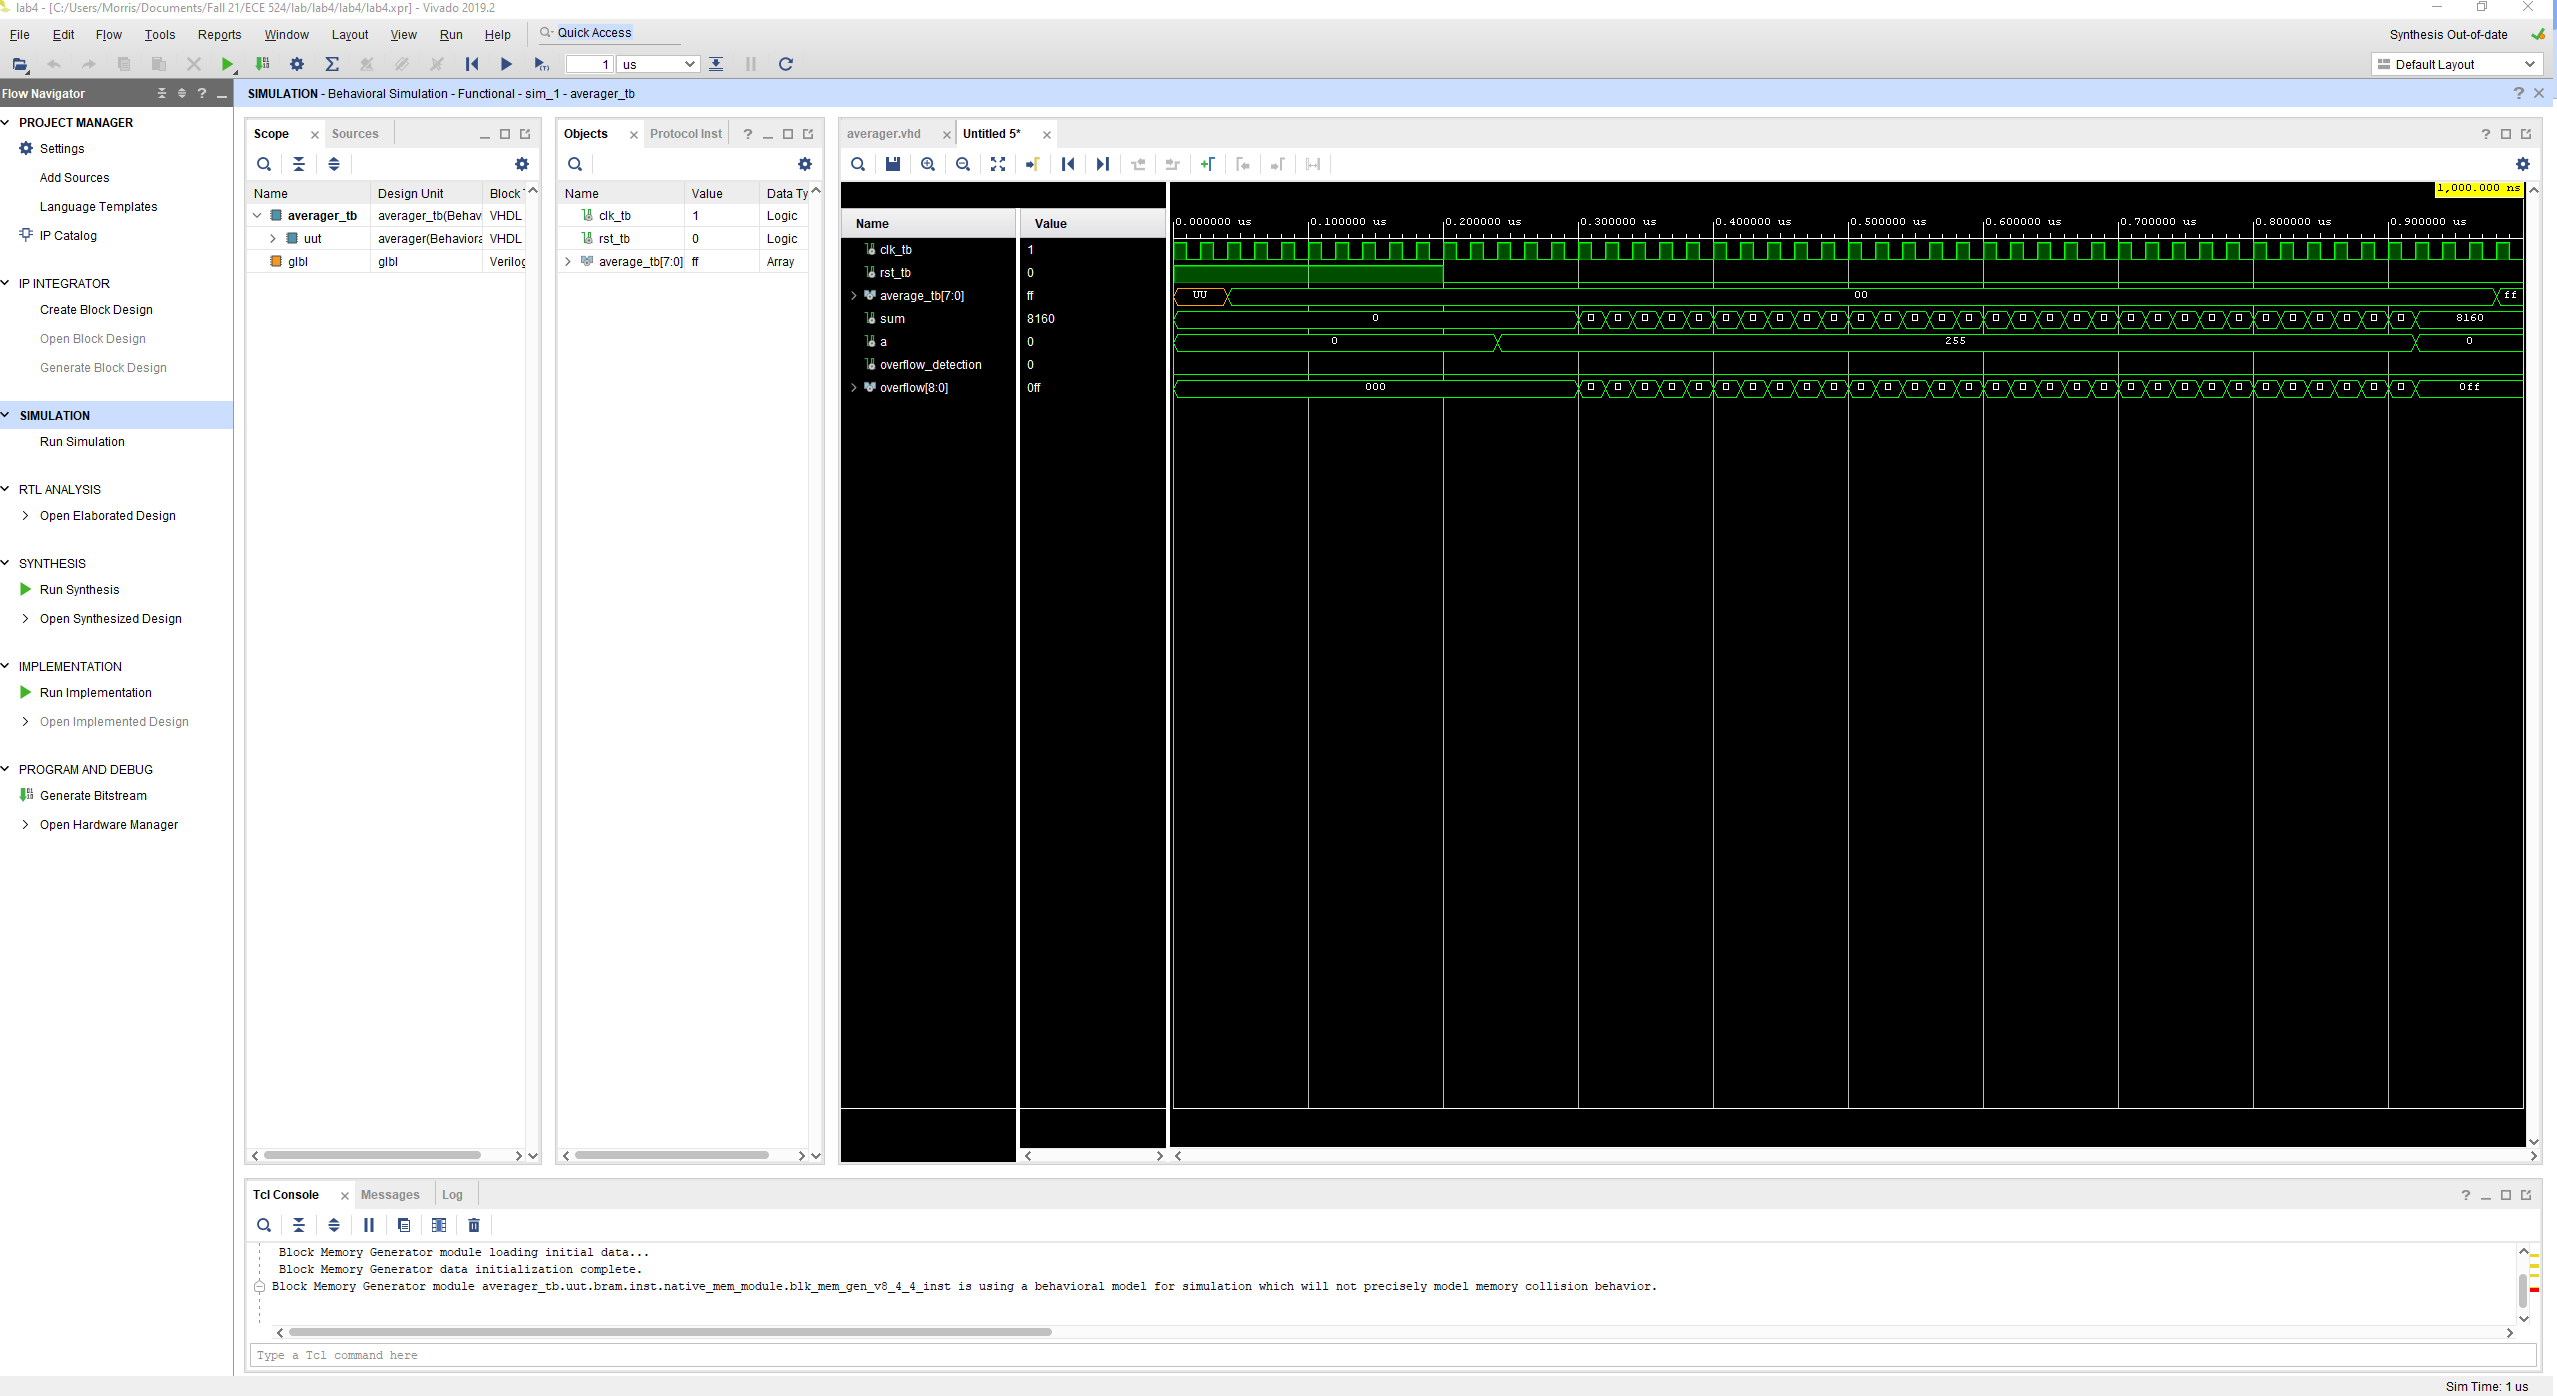 lab4 - [C:/Users/Morris/Documents/Fall 21/ECE 524/lab/lab4/lab4/lab4.xpr] - Vivado 2019.2
File Edit Flow Tools Reports Window Layout View Run Help Quick Access
Synthesis Out-of-date
1 us
Default Layout
Flow Navigator
SIMULATION - Behavioral Simulation - Functional - sim_1 - averager_tb
PROJECT MANAGER
Settings
Add Sources
Language Templates
IP Catalog
IP INTEGRATOR
Create Block Design
Open Block Design
Generate Block Design
SIMULATION
Run Simulation
RTL ANALYSIS
Open Elaborated Design
SYNTHESIS
Run Synthesis
Open Synthesized Design
IMPLEMENTATION
Run Implementation
Open Implemented Design
PROGRAM AND DEBUG
Generate Bitstream
Open Hardware Manager
Scope Sources
Name Design Unit Block T
averager_tb averager_tb(Behav VHDL
uut averager(Behaviora VHDL
glbl glbl Verilog
Objects Protocol Inst
Name Value Data Ty
clk_tb 1 Logic
rst_tb 0 Logic
average_tb[7:0] ff Array
averager.vhd Untitled 5*
1,000.000 ns
Name Value
0.000000 us 0.100000 us 0.200000 us 0.300000 us 0.400000 us 0.500000 us 0.600000 us 0.700000 us 0.800000 us 0.900000 us
clk_tb 1
rst_tb 0
average_tb[7:0] ff UU 00 ff
sum 8160 0 8160
a 0 0 255 0
overflow_detection 0
overflow[8:0] 0ff 000 0ff
Tcl Console Messages Log
Block Memory Generator module loading initial data...
Block Memory Generator data initialization complete.
Block Memory Generator module averager_tb.uut.bram.inst.native_mem_module.blk_mem_gen_v8_4_4_inst is using a behavioral model for simulation which will not precisely model memory collision behavior.
Type a Tcl command here
Sim Time: 1 us